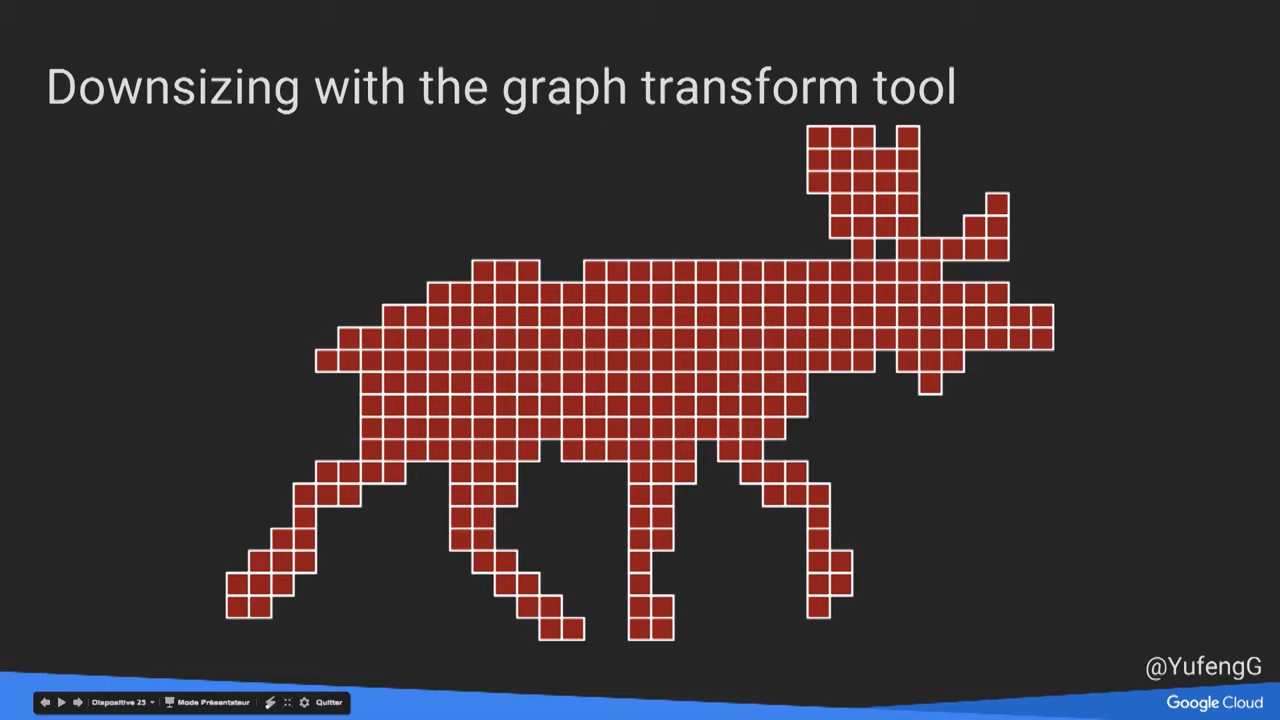 Downsizing with the graph transform tool
@YufengG
Diapositive 23
Mode Présentateur
Quitter
Google Cloud